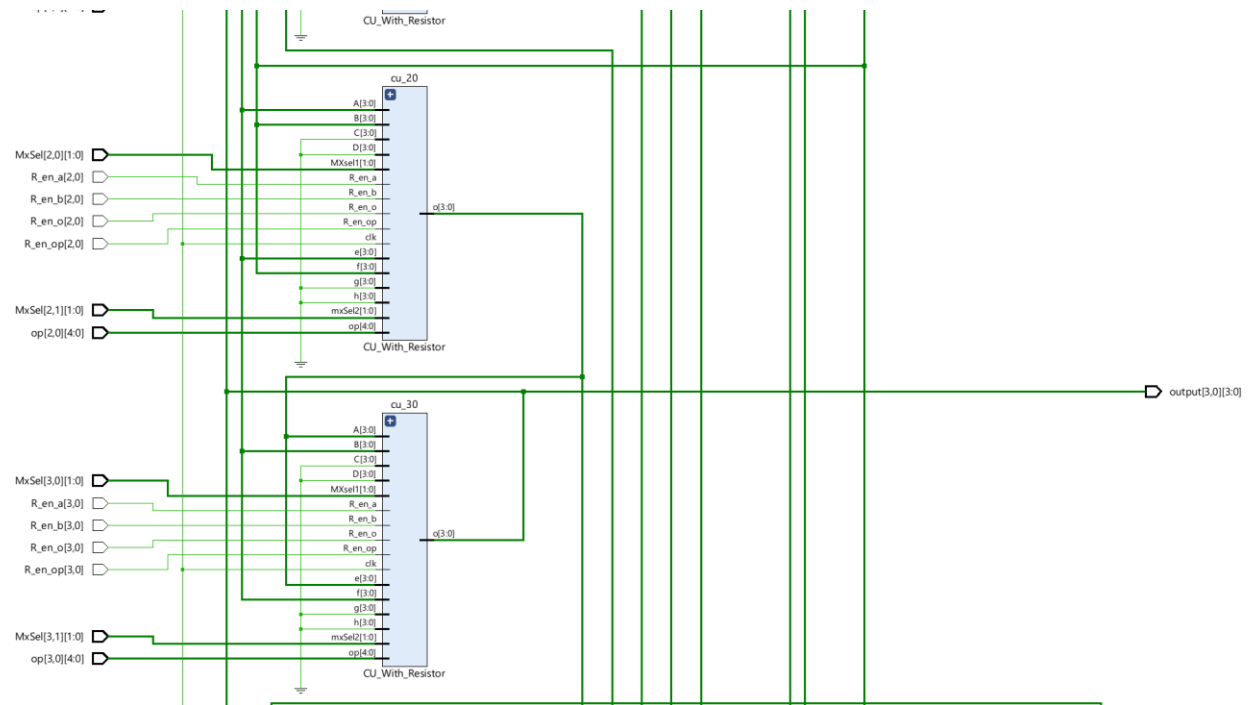 CU_With_Resistor
cu_20
A[3:0]
B[3:0]
C[3:0]
D[3:0]
MxSel[2,0][1:0]
MXsel1[1:0]
R_en_a[2,0]
R_en_a
R_en_b[2,0]
R_en_b
R_en_o[2,0]
R_en_o
o[3:0]
R_en_op[2,0]
R_en_op
clk
e[3:0]
f[3:0]
g[3:0]
h[3:0]
MxSel[2,1][1:0]
mxSel2[1:0]
op[2,0][4:0]
op[4:0]
CU_With_Resistor
output[3,0][3:0]
cu_30
A[3:0]
B[3:0]
C[3:0]
D[3:0]
MxSel[3,0][1:0]
MXsel1[1:0]
R_en_a[3,0]
R_en_a
R_en_b[3,0]
R_en_b
R_en_o[3,0]
R_en_o
o[3:0]
R_en_op[3,0]
R_en_op
clk
e[3:0]
f[3:0]
g[3:0]
h[3:0]
MxSel[3,1][1:0]
mxSel2[1:0]
op[3,0][4:0]
op[4:0]
CU_With_Resistor